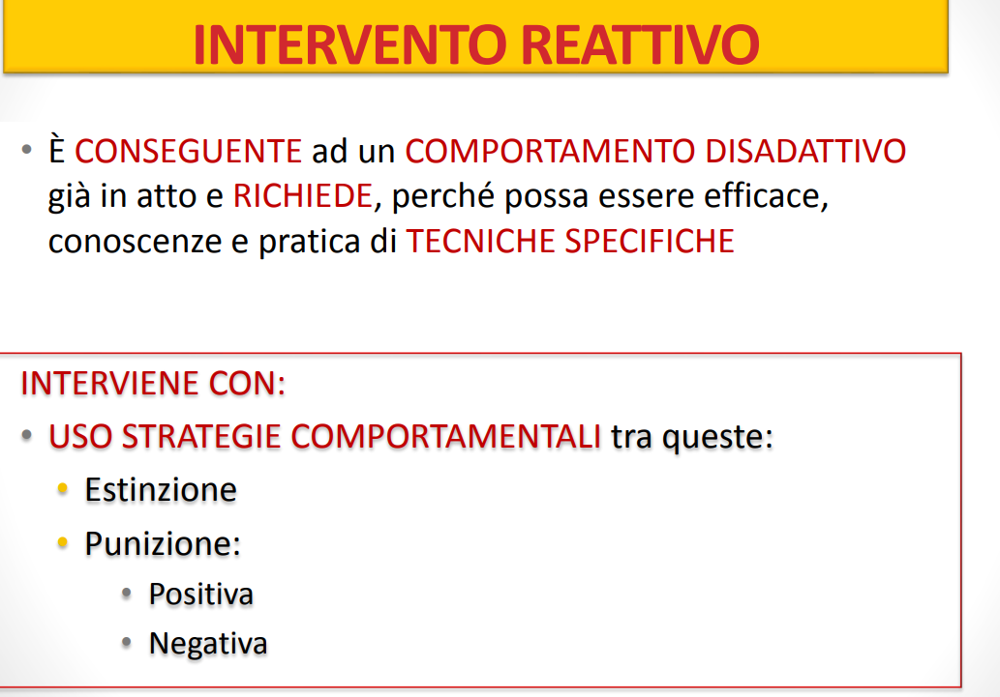 INTERVENTO REATTIVO
• È CONSEGUENTE ad un COMPORTAMENTO DISADATTIVO
già in atto e RICHIEDE, perché possa essere efficace,
conoscenze e pratica di TECNICHE SPECIFICHE
INTERVIENE CON:
• USO STRATEGIE COMPORTAMENTALI tra queste:
• Estinzione
• Punizione:
• Positiva
• Negativa